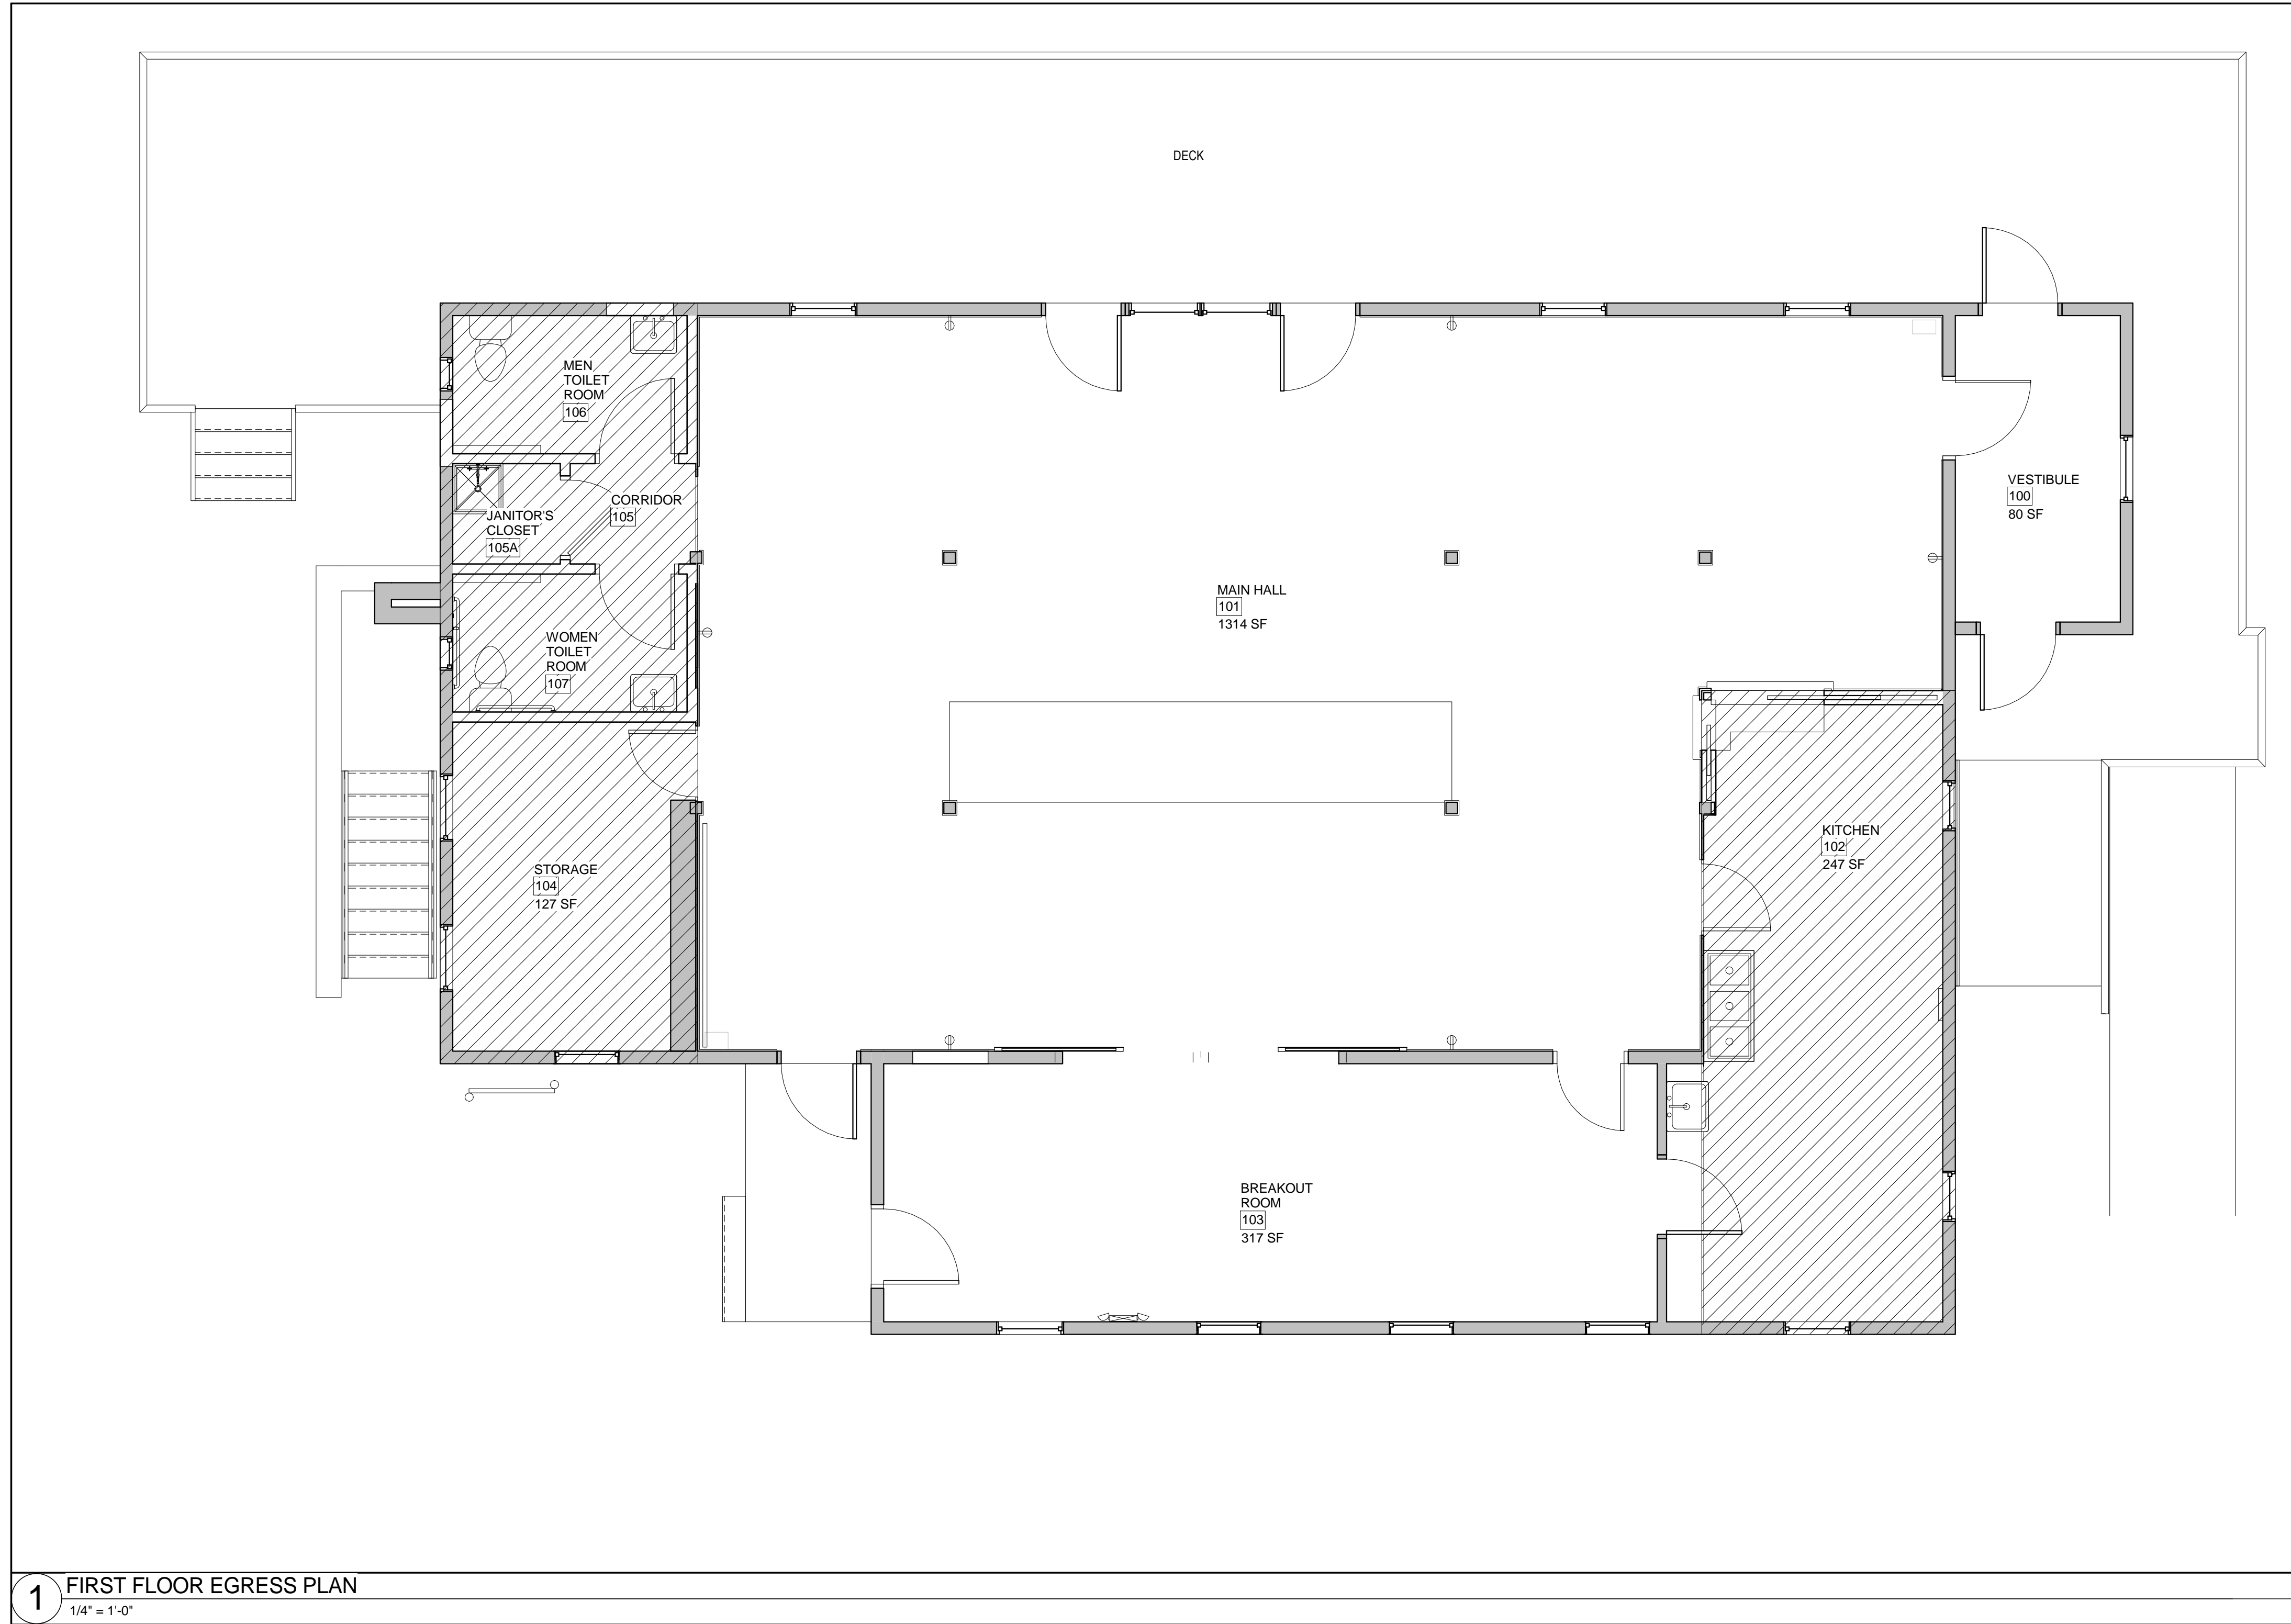 DECK
MEN
TOILET
ROOM
106
CORRIDOR
105
JANITOR'S
CLOSET
105A
VESTIBULE
100
80 SF
MAIN HALL
101
1314 SF
WOMEN
TOILET
ROOM
107
KITCHEN
102
247 SF
STORAGE
104
127 SF
BREAKOUT
ROOM
103
317 SF
1 FIRST FLOOR EGRESS PLAN
1/4" = 1'-0"